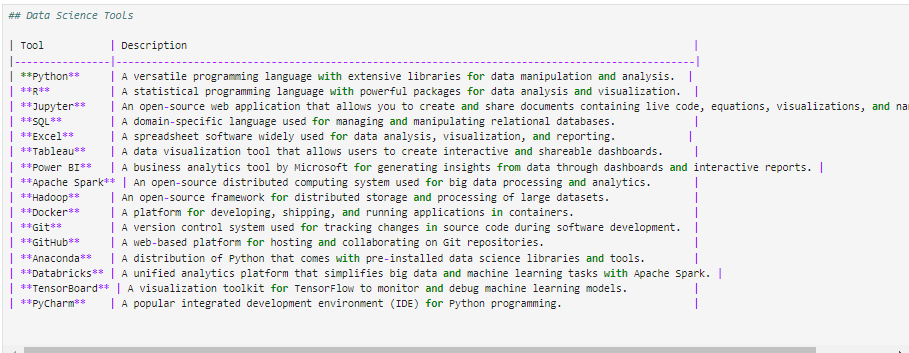 ## Data Science Tools
| Tool | Description |
|----------------|-----------------------------------------------------------------------------------------|
| **Python** | A versatile programming language with extensive libraries for data manipulation and analysis. |
| **R** | A statistical programming language with powerful packages for data analysis and visualization. |
| **Jupyter** | An open-source web application that allows you to create and share documents containing live code, equations, visualizations, and na
| **SQL** | A domain-specific language used for managing and manipulating relational databases. |
| **Excel** | A spreadsheet software widely used for data analysis, visualization, and reporting. |
| **Tableau** | A data visualization tool that allows users to create interactive and shareable dashboards. |
| **Power BI** | A business analytics tool by Microsoft for generating insights from data through dashboards and interactive reports. |
| **Apache Spark** | An open-source distributed computing system used for big data processing and analytics. |
| **Hadoop** | An open-source framework for distributed storage and processing of large datasets. |
| **Docker** | A platform for developing, shipping, and running applications in containers. |
| **Git** | A version control system used for tracking changes in source code during software development. |
| **GitHub** | A web-based platform for hosting and collaborating on Git repositories. |
| **Anaconda** | A distribution of Python that comes with pre-installed data science libraries and tools. |
| **Databricks** | A unified analytics platform that simplifies big data and machine learning tasks with Apache Spark. |
| **TensorBoard** | A visualization toolkit for TensorFlow to monitor and debug machine learning models. |
| **PyCharm** | A popular integrated development environment (IDE) for Python programming. |